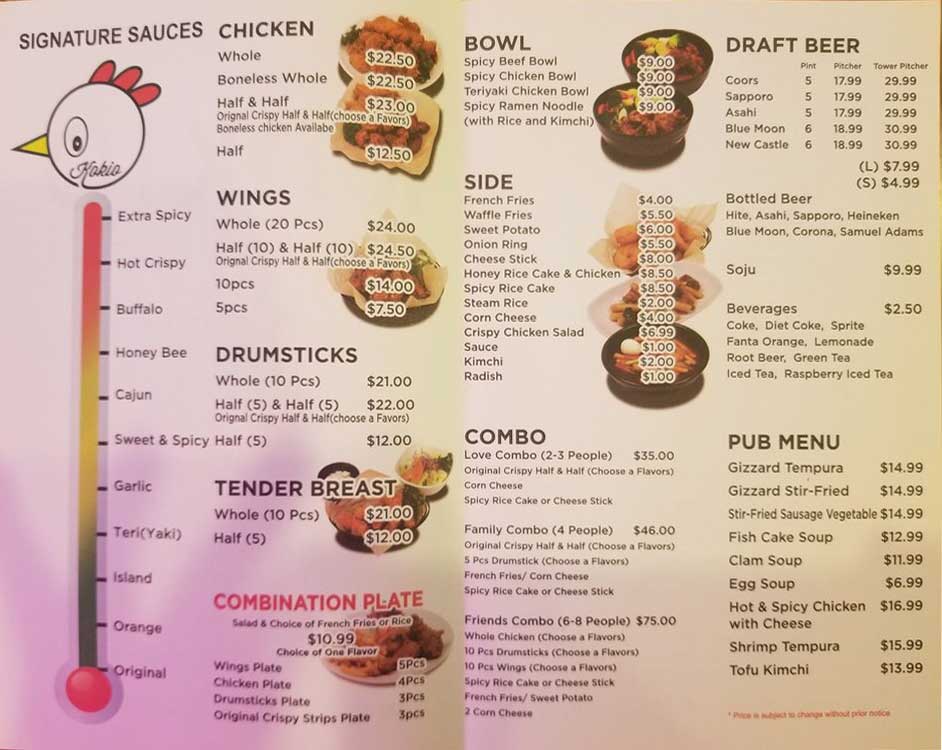 SIGNATURE SAUCES
Kokio
Extra Spicy
Hot Crispy
Buffalo
Honey Bee
Cajun
Sweet & Spicy
Garlic
Teri(Yaki)
Island
Orange
Original
CHICKEN
Whole $22.50
Boneless Whole $22.50
Half & Half $23.00
Orignal Crispy Half & Half(choose a Favors)
Boneless chicken Availabe
Half $12.50
WINGS
Whole (20 Pcs) $24.00
Half (10) & Half (10) $24.50
Orignal Crispy Half & Half(choose a Favors)
10pcs $14.00
5pcs $7.50
DRUMSTICKS
Whole (10 Pcs) $21.00
Half (5) & Half (5) $22.00
Orignal Crispy Half & Half(choose a Favors)
Half (5) $12.00
TENDER BREAST
Whole (10 Pcs) $21.00
Half (5) $12.00
COMBINATION PLATE
Salad & Choice of French Fries or Rice
$10.99
Choice of One Flavor
Wings Plate 5Pcs
Chicken Plate 4Pcs
Drumsticks Plate 3Pcs
Original Crispy Strips Plate 3pcs
BOWL
Spicy Beef Bowl $9.00
Spicy Chicken Bowl $9.00
Teriyaki Chicken Bowl $9.00
Spicy Ramen Noodle $9.00
(with Rice and Kimchi)
SIDE
French Fries $4.00
Waffle Fries $5.50
Sweet Potato $6.00
Onion Ring $5.50
Cheese Stick $8.00
Honey Rice Cake & Chicken $8.50
Spicy Rice Cake $8.50
Steam Rice $2.00
Corn Cheese $4.00
Crispy Chicken Salad $6.99
Sauce $1.00
Kimchi $2.00
Radish $1.00
COMBO
Love Combo (2-3 People) $35.00
Original Crispy Half & Half (Choose a Flavors)
Corn Cheese
Spicy Rice Cake or Cheese Stick
Family Combo (4 People) $46.00
Original Crispy Half & Half (Choose a Flavors)
5 Pcs Drumstick (Choose a Flavors)
French Fries/ Corn Cheese
Spicy Rice Cake or Cheese Stick
Friends Combo (6-8 People) $75.00
Whole Chicken (Choose a Flavors)
10 Pcs Drumsticks (Choose a Flavors)
10 Pcs Wings (Choose a Flavors)
Spicy Rice Cake or Cheese Stick
French Fries/ Sweet Potato
2 Corn Cheese
DRAFT BEER
Pint Pitcher Tower Pitcher
Coors 5 17.99 29.99
Sapporo 5 17.99 29.99
Asahi 5 17.99 29.99
Blue Moon 6 18.99 30.99
New Castle 6 18.99 30.99
(L) $7.99
(S) $4.99
Bottled Beer
Hite, Asahi, Sapporo, Heineken
Blue Moon, Corona, Samuel Adams
Soju $9.99
Beverages $2.50
Coke, Diet Coke, Sprite
Fanta Orange, Lemonade
Root Beer, Green Tea
Iced Tea, Raspberry Iced Tea
PUB MENU
Gizzard Tempura $14.99
Gizzard Stir-Fried $14.99
Stir-Fried Sausage Vegetable $14.99
Fish Cake Soup $12.99
Clam Soup $11.99
Egg Soup $6.99
Hot & Spicy Chicken $16.99
with Cheese
Shrimp Tempura $15.99
Tofu Kimchi $13.99
* Price is subject to change without prior notice